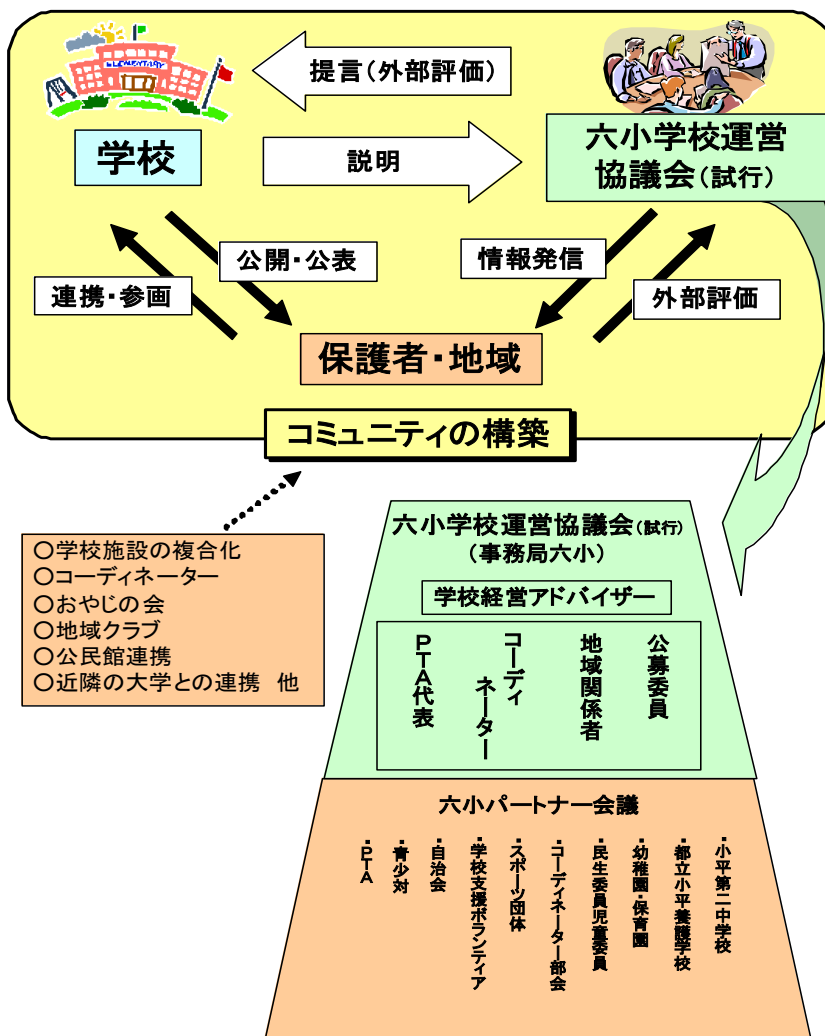 ELEMENTARY
提言(外部評価)
学校
説明
六小学校運営
協議会(試行)
公開・公表
情報発信
連携・参画
外部評価
保護者・地域
コミュニティの構築
〇学校施設の複合化
〇コーディネーター
〇おやじの会
〇地域クラブ
〇公民館連携
〇近隣の大学との連携 他
六小学校運営協議会(試行)
(事務局六小)
学校経営アドバイザー
PTA代表
コーディ
ネーター
地域関係者
公募委員
六小パートナー会議
・PTA
・青少対
・自治会
・学校支援ボランティア
・スポーツ団体
・コーディネーター部会
・民生委員児童委員
・幼稚園・保育園
・都立小平養護学校
・小平第二中学校